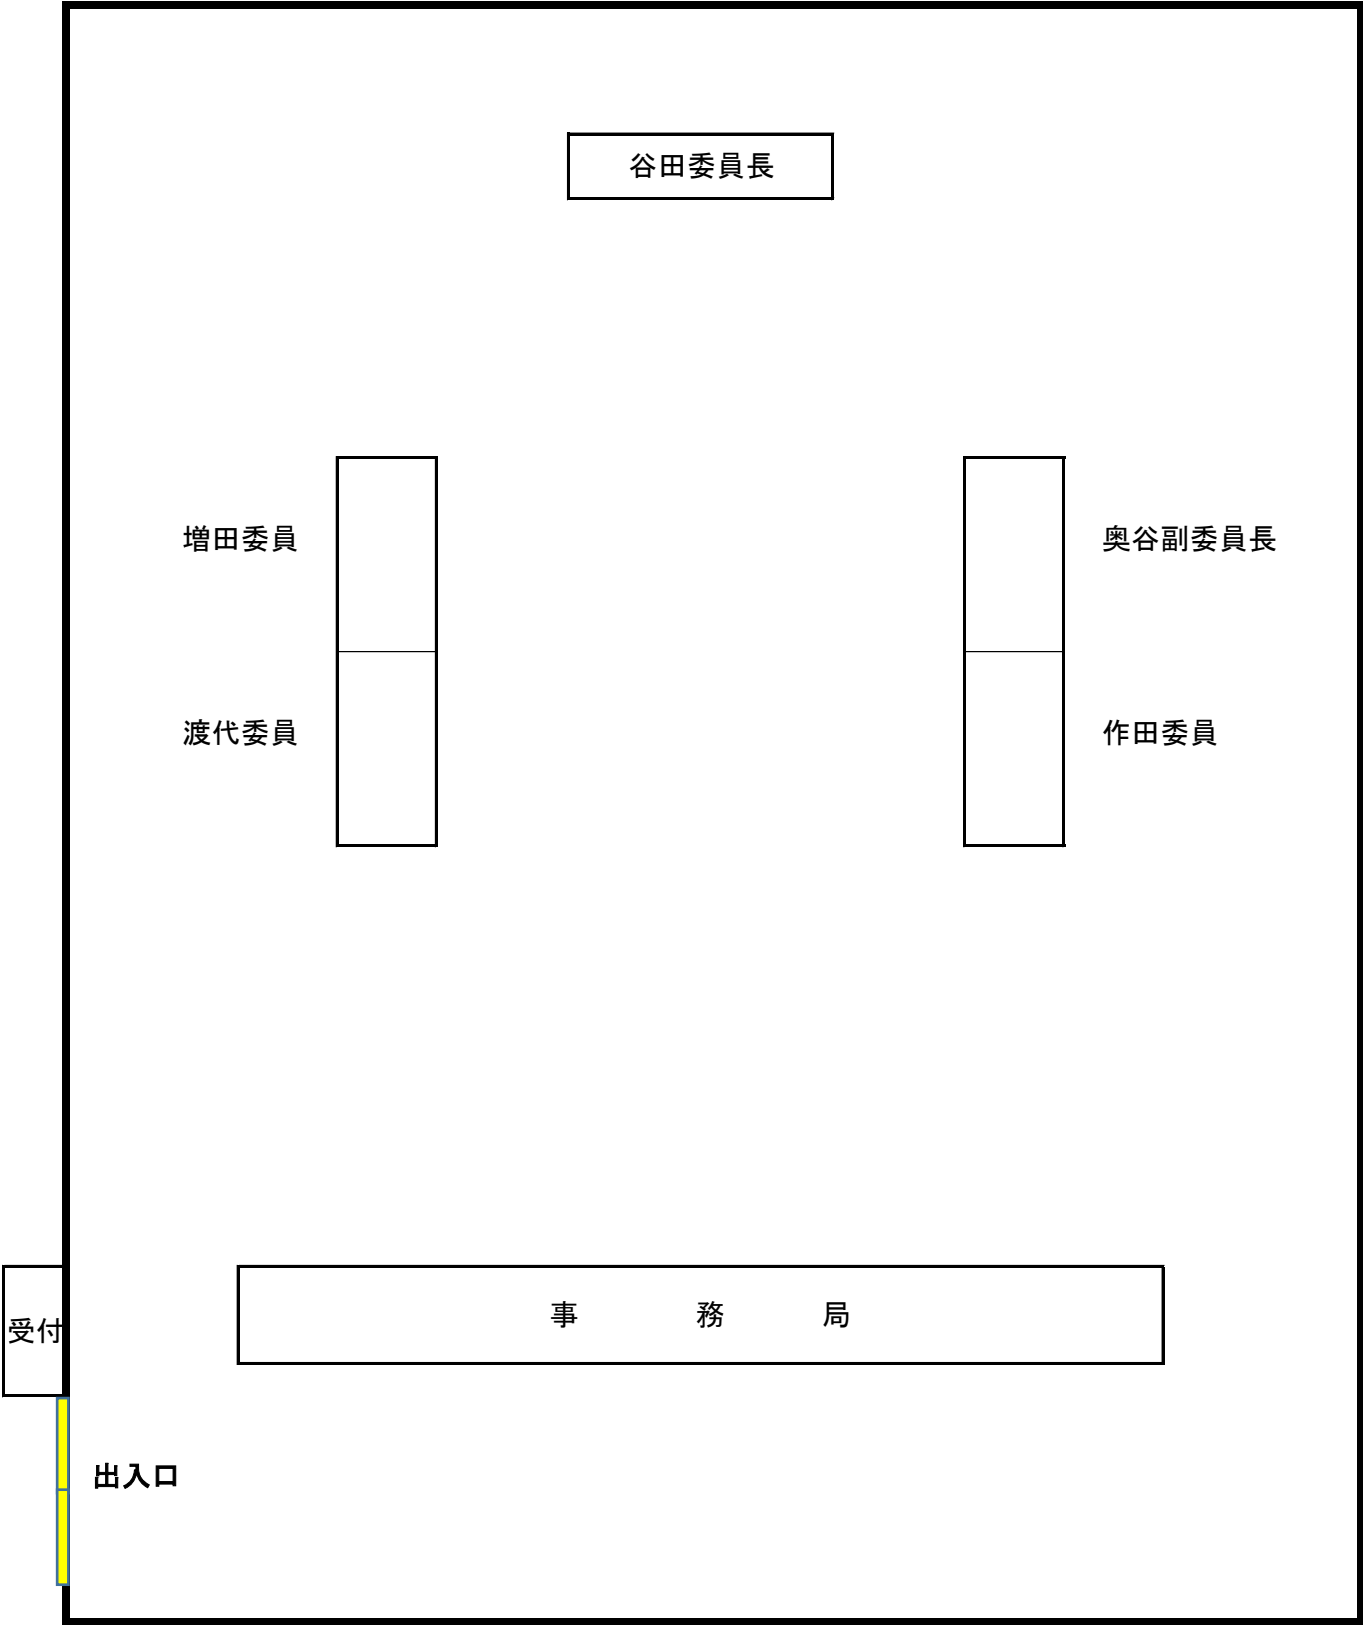 谷田委員長
増田委員
奥谷副委員長
渡代委員
作田委員
事　務　局
受付
出入口